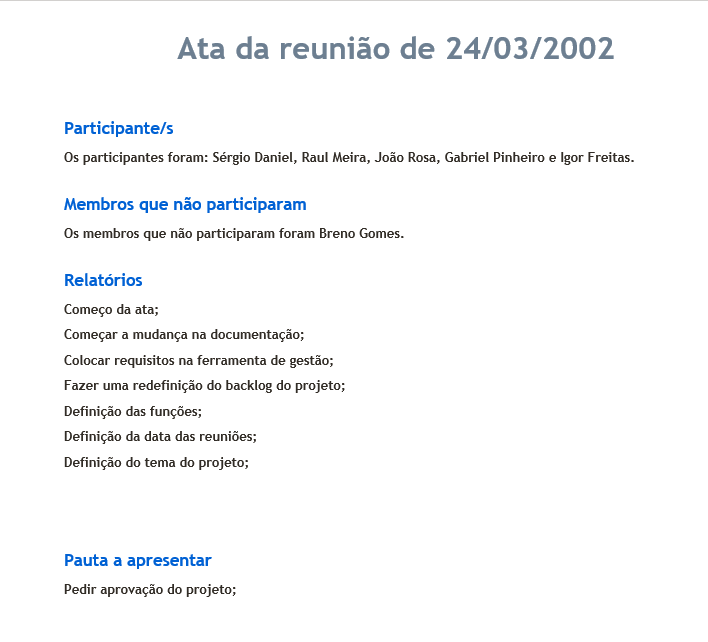 Ata da reunião de 24/03/2002
Participante/s
Os participantes foram: Sérgio Daniel, Raul Meira, João Rosa, Gabriel Pinheiro e Igor Freitas.
Membros que não participaram
Os membros que não participaram foram Breno Gomes.
Relatórios
Começo da ata;
Começar a mudança na documentação;
Colocar requisitos na ferramenta de gestão;
Fazer uma redefinição do backlog do projeto;
Definição das funções;
Definição da data das reuniões;
Definição do tema do projeto;
Pauta a apresentar
Pedir aprovação do projeto;